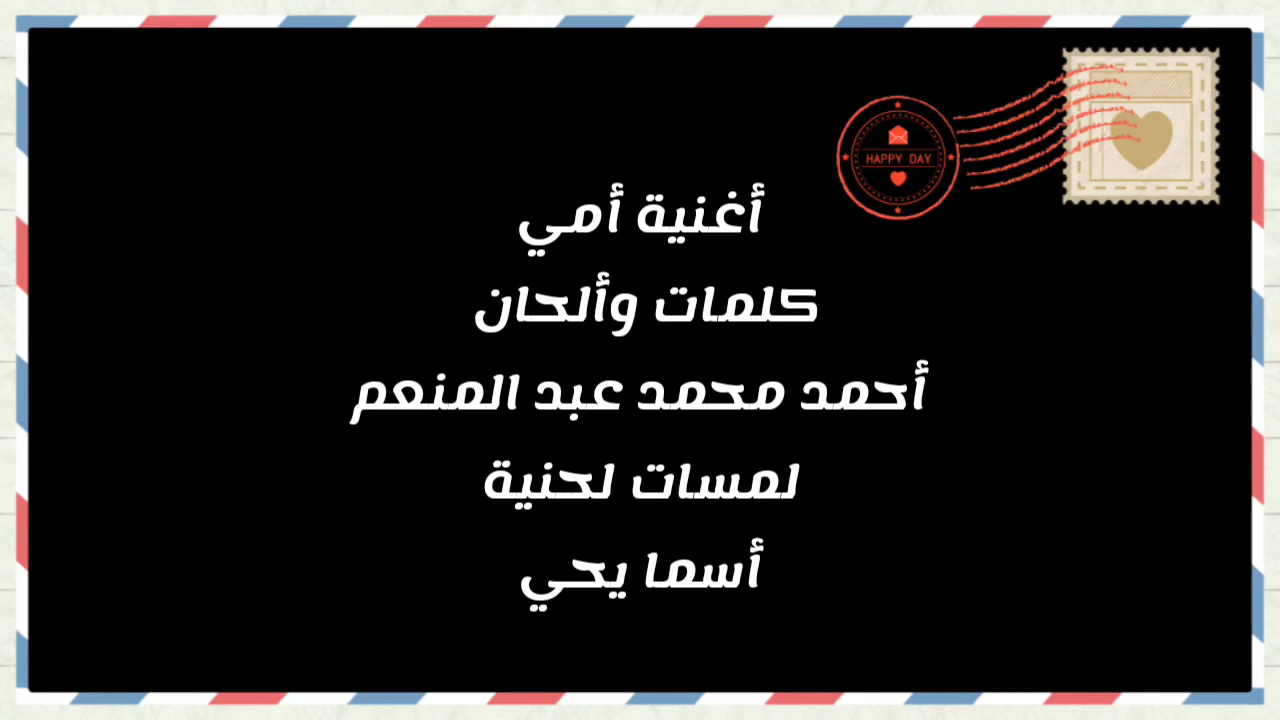 HAPPY DAY
أغنية أمي
كلمات وألحان
أحمد محمد عبد المنعم
لمسات لحنية
أسما يحي